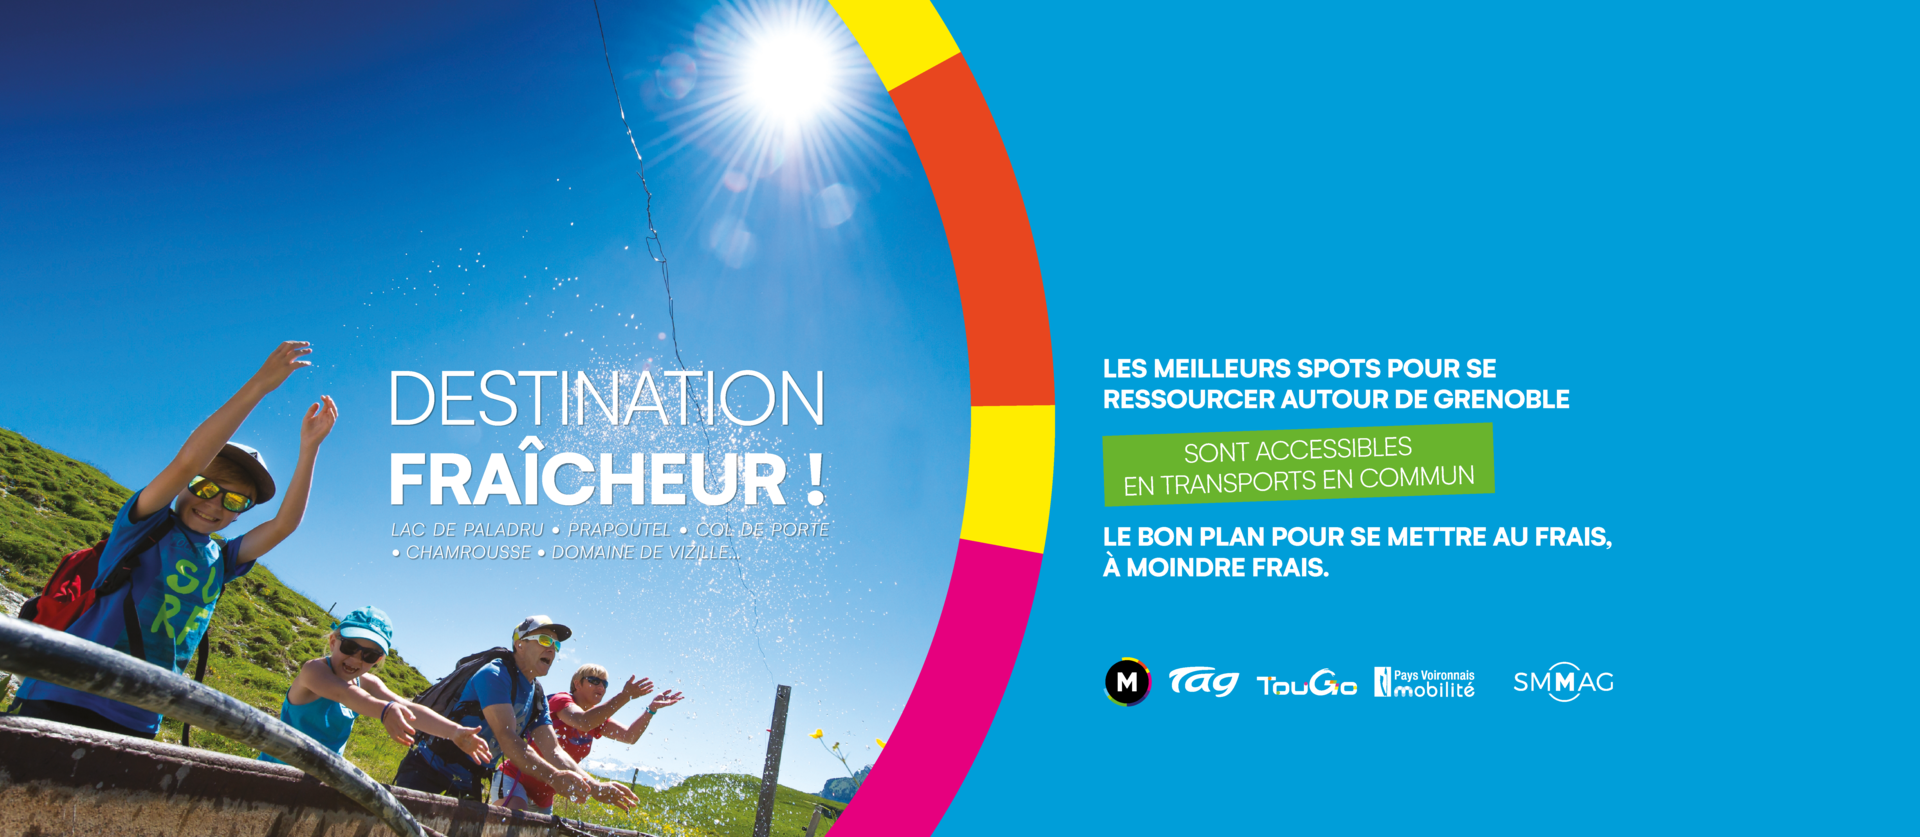 DESTINATION
FRAÎCHEUR !
LAC DE PALADRU • PRAPOUTEL • COL DE PORTE
• CHAMROUSSE • DOMAINE DE VIZILLE...
SURF
LES MEILLEURS SPOTS POUR SE
RESSOURCER AUTOUR DE GRENOBLE
SONT ACCESSIBLES
EN TRANSPORTS EN COMMUN
LE BON PLAN POUR SE METTRE AU FRAIS,
À MOINDRE FRAIS.
M
Tag
TouGo
Pays Voironnais
mobilité
SMMAG